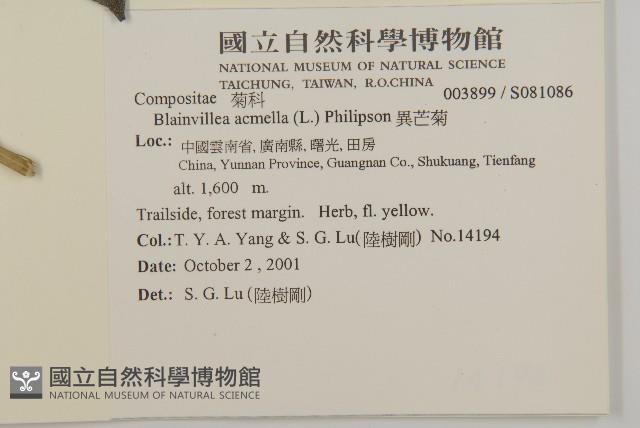 國立自然科學博物館
NATIONAL MUSEUM OF NATURAL SCIENCE
TAICHUNG, TAIWAN, R.O.CHINA
Compositae 菊科 003899 / S081086
Blainvillea acmella (L.) Philipson 異芒菊
Loc.: 中國雲南省, 廣南縣, 曙光, 田房
China, Yunnan Province, Guangnan Co., Shukuang, Tienfang
alt. 1,600 m.
Trailside, forest margin. Herb, fl. yellow.
Col.: T. Y. A. Yang & S. G. Lu(陸樹剛) No.14194
Date: October 2 , 2001
Det.: S. G. Lu (陸樹剛)
國立自然科學博物館
NATIONAL MUSEUM OF NATURAL SCIENCE